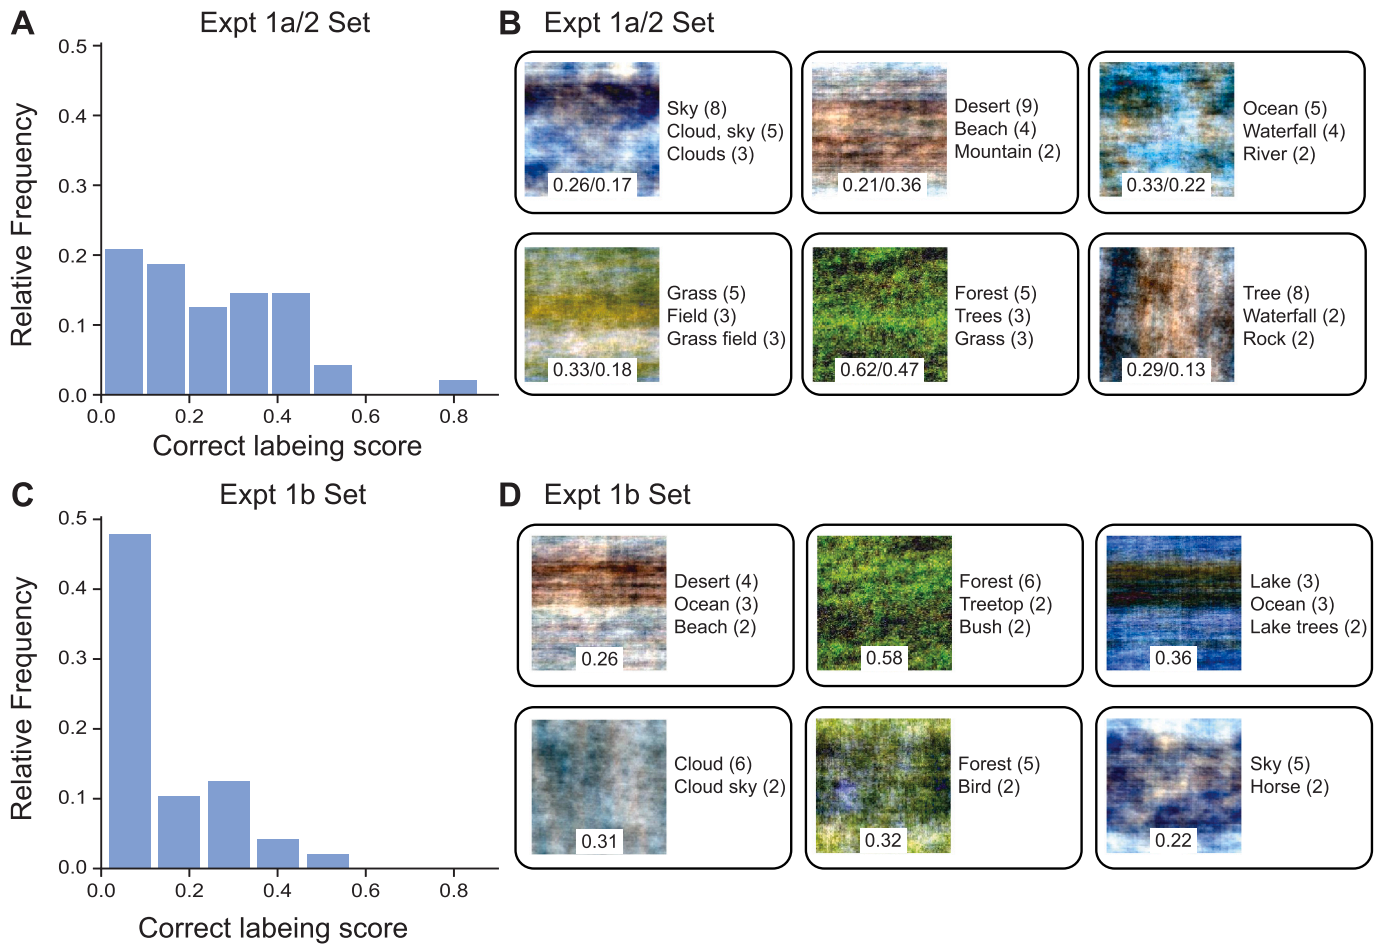 A
Expt 1a/2 Set
Relative Frequency
0.5
0.4
0.3
0.2
0.1
0.0
0.0 0.2 0.4 0.6 0.8
Correct labeing score
B
Expt 1a/2 Set
Sky (8)
Cloud, sky (5)
Clouds (3)
0.26/0.17
Desert (9)
Beach (4)
Mountain (2)
0.21/0.36
Ocean (5)
Waterfall (4)
River (2)
0.33/0.22
Grass (5)
Field (3)
Grass field (3)
0.33/0.18
Forest (5)
Trees (3)
Grass (3)
0.62/0.47
Tree (8)
Waterfall (2)
Rock (2)
0.29/0.13
C
Expt 1b Set
Relative Frequency
0.5
0.4
0.3
0.2
0.1
0.0
0.0 0.2 0.4 0.6 0.8
Correct labeing score
D
Expt 1b Set
Desert (4)
Ocean (3)
Beach (2)
0.26
Forest (6)
Treetop (2)
Bush (2)
0.58
Lake (3)
Ocean (3)
Lake trees (2)
0.36
Cloud (6)
Cloud sky (2)
0.31
Forest (5)
Bird (2)
0.32
Sky (5)
Horse (2)
0.22